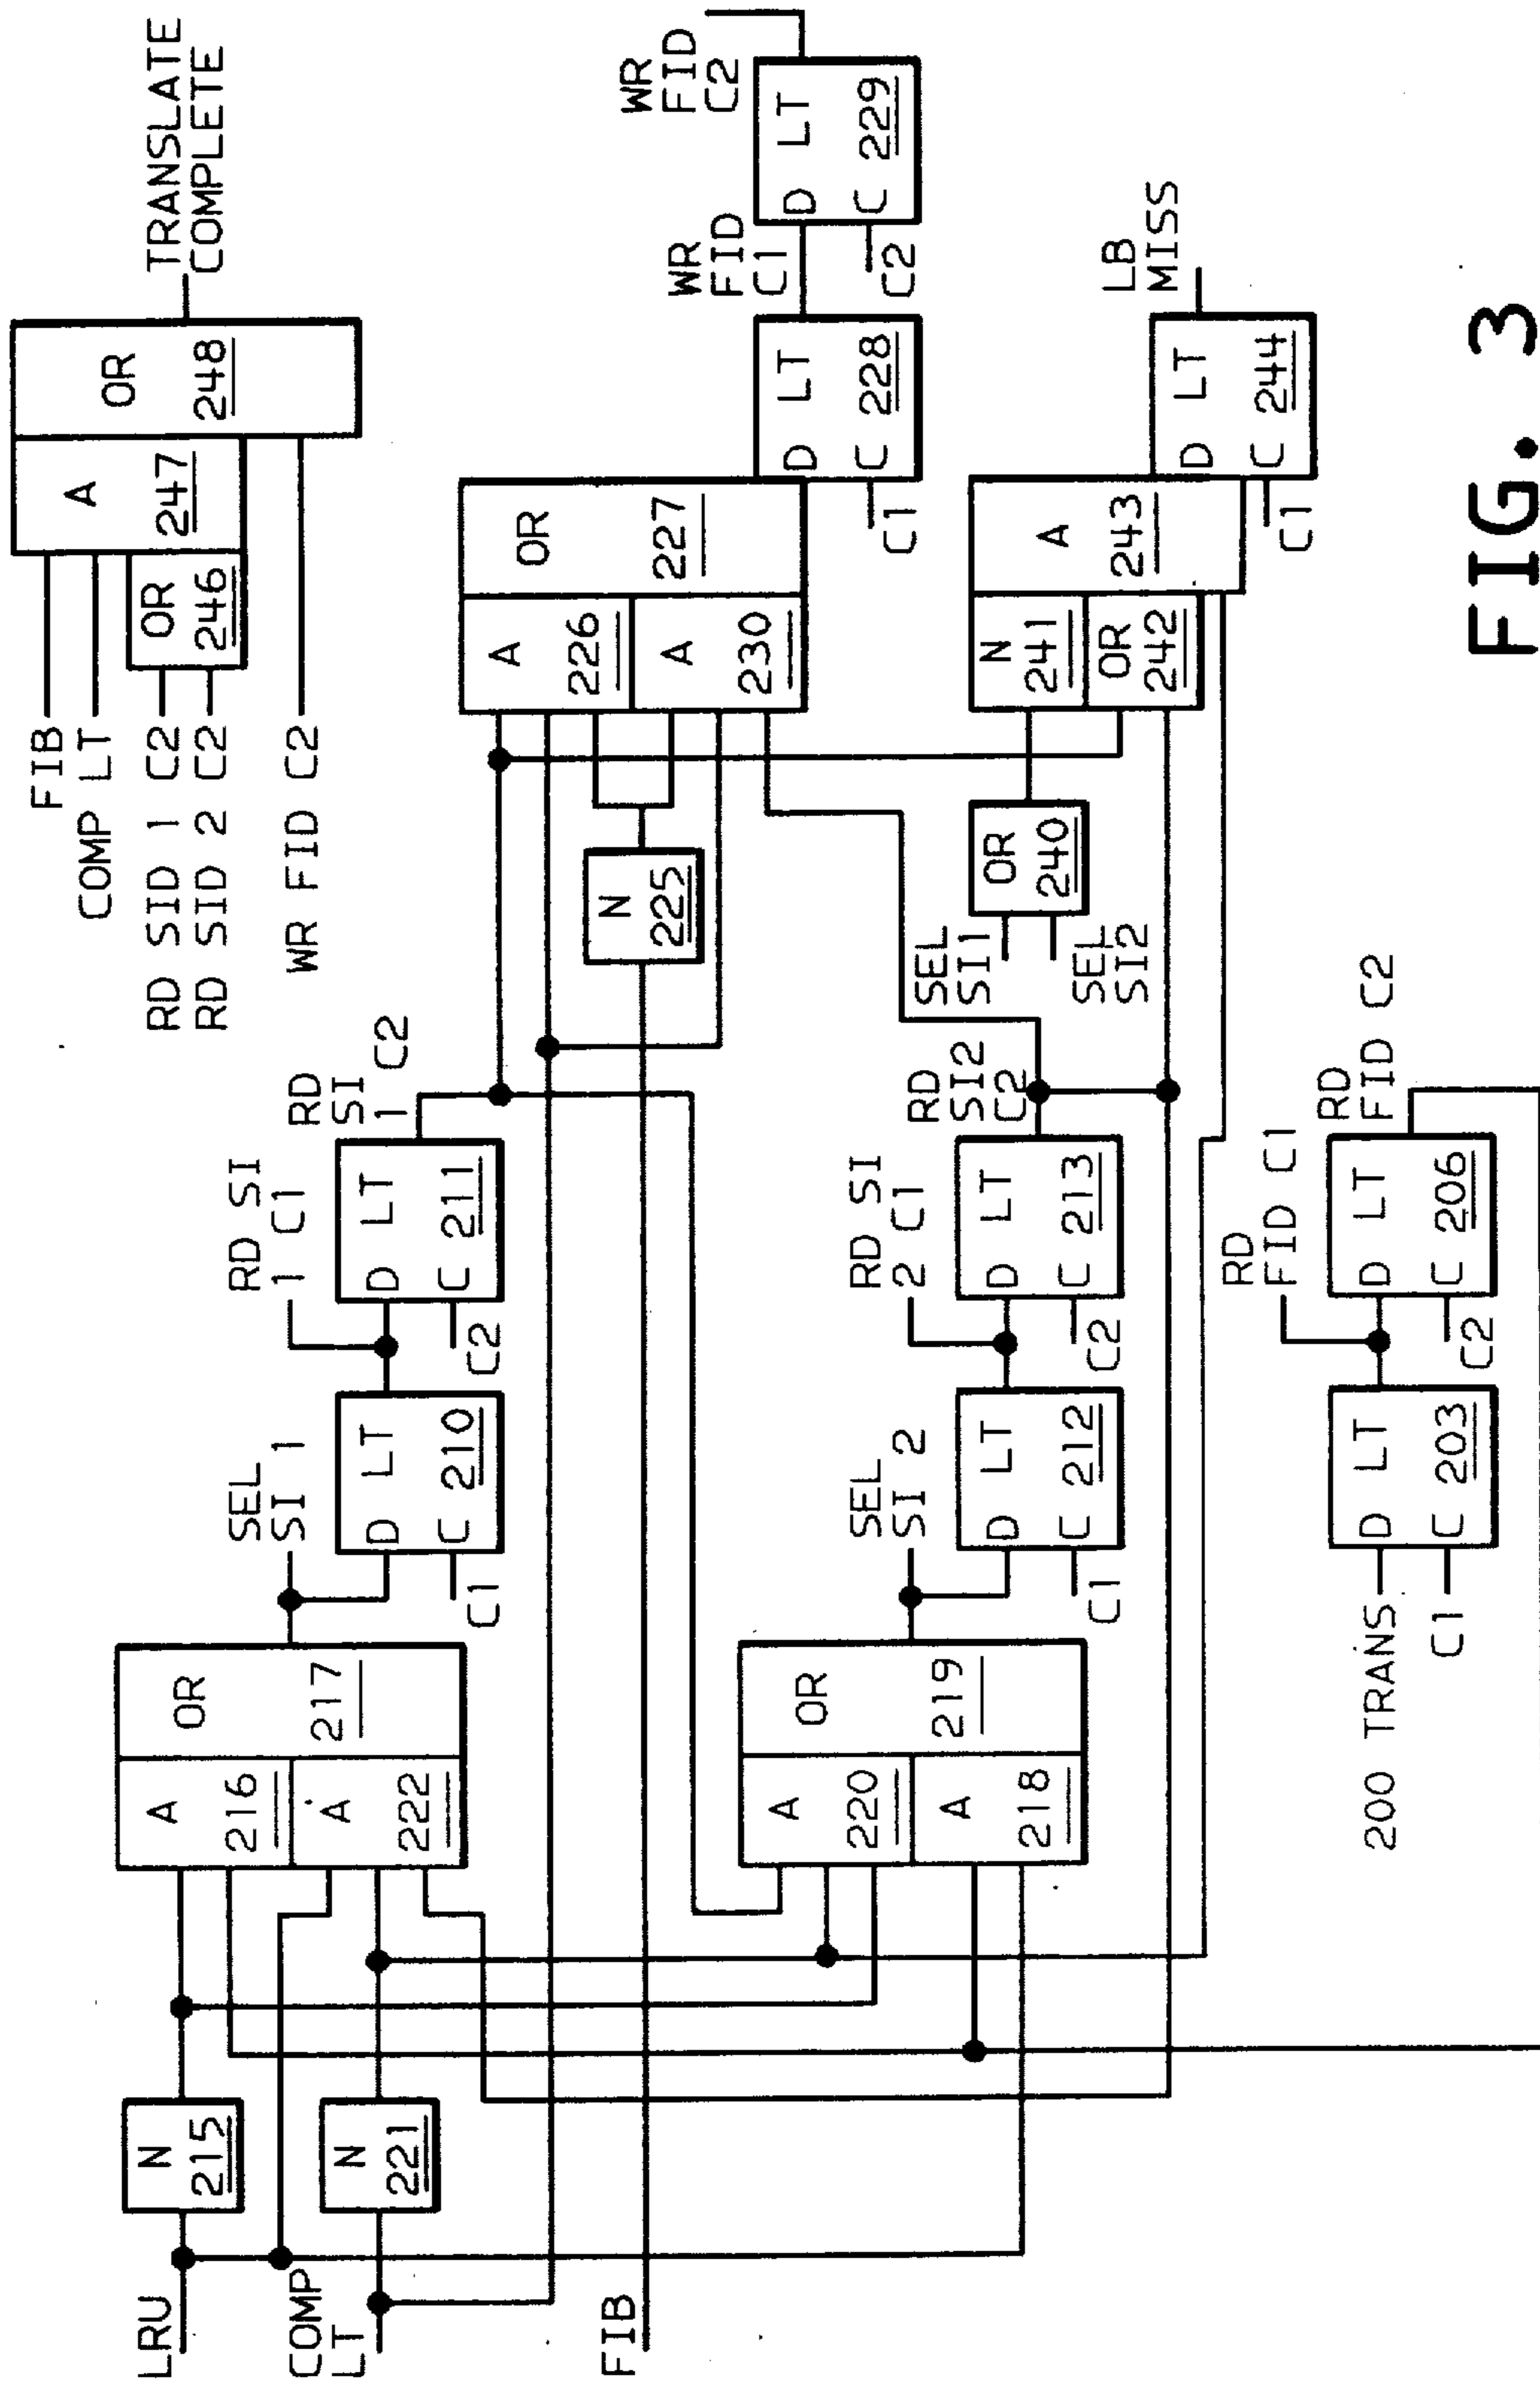 LRU
N
215
COMP
LT
N
221
FIB
A
216
A
222
OR
217
SEL
SI 1
D LT
C 210
C1
RD SI
1 C1
D LT
C 211
C2
RD
SI
1 C2
A
220
A
218
OR
219
SEL
SI 2
D LT
C 212
C1
RD SI
2 C1
D LT
C 213
C2
RD
SI2
C2
200 TRANS
D LT
C 203
C1
RD
FID C1
D LT
C 206
C2
RD
FID C2
N
225
A
226
A
230
OR
227
D LT
C 228
C1
WR
FID
C1
D LT
C 229
C2
WR
FID
C2
SEL
SI1
SEL
SI2
OR
240
N
241
OR
242
A
243
D LT
C 244
C1
LB
MISS
FIB
COMP LT
RD SID 1 C2
RD SID 2 C2
WR FID C2
OR
246
A
247
OR
248
TRANSLATE
COMPLETE
FIG. 3